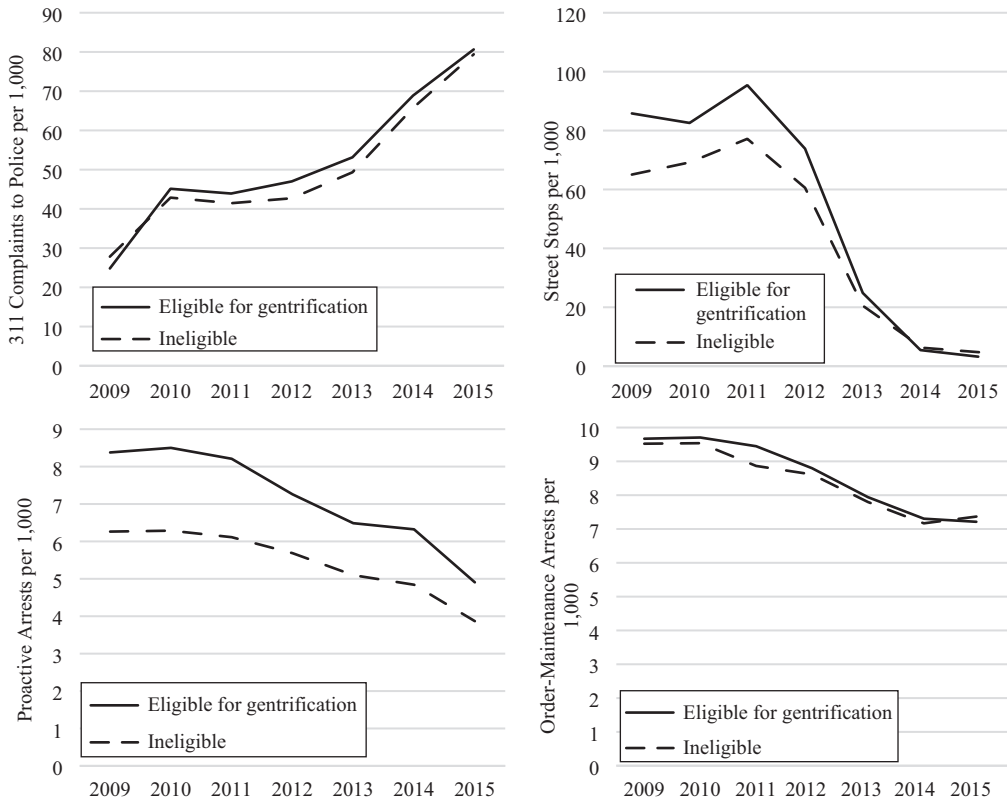 311 Complaints to Police per 1,000
90
80
70
60
50
40
30
20
10
0
Eligible for gentrification
Ineligible
2009 2010 2011 2012 2013 2014 2015
Street Stops per 1,000
120
100
80
60
40
20
0
Eligible for
gentrification
Ineligible
2009 2010 2011 2012 2013 2014 2015
Proactive Arrests per 1,000
9
8
7
6
5
4
3
2
1
0
Eligible for gentrification
Ineligible
2009 2010 2011 2012 2013 2014 2015
Order-Maintenance Arrests per
1,000
10
9
8
7
6
5
4
3
2
1
0
Eligible for gentrification
Ineligible
2009 2010 2011 2012 2013 2014 2015